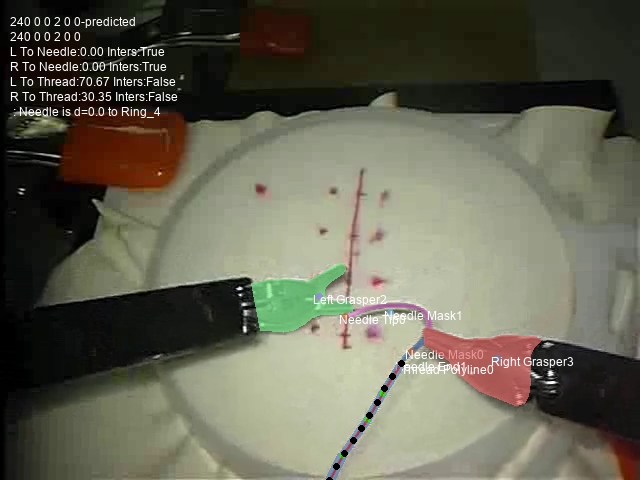 240 0 0 2 0 0-predicted
240 0 0 2 0 0
L To Needle:0.00 Inters:True
R To Needle:0.00 Inters:True
L To Thread:70.67 Inters:False
R To Thread:30.35 Inters:False
: Needle is d=0.0 to Ring_4
Left Grasper2
Needle Mask1
Needle Tip0
Needle Mask0
Right Grasper3
Needle End1
Thread Polyline0